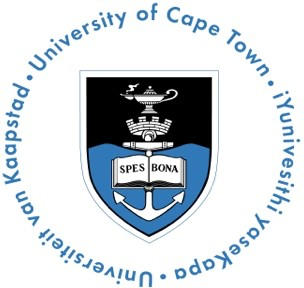 University of Cape Town • iYunivesithi yaseKapa • Universiteit van Kaapstad •
SPES BONA